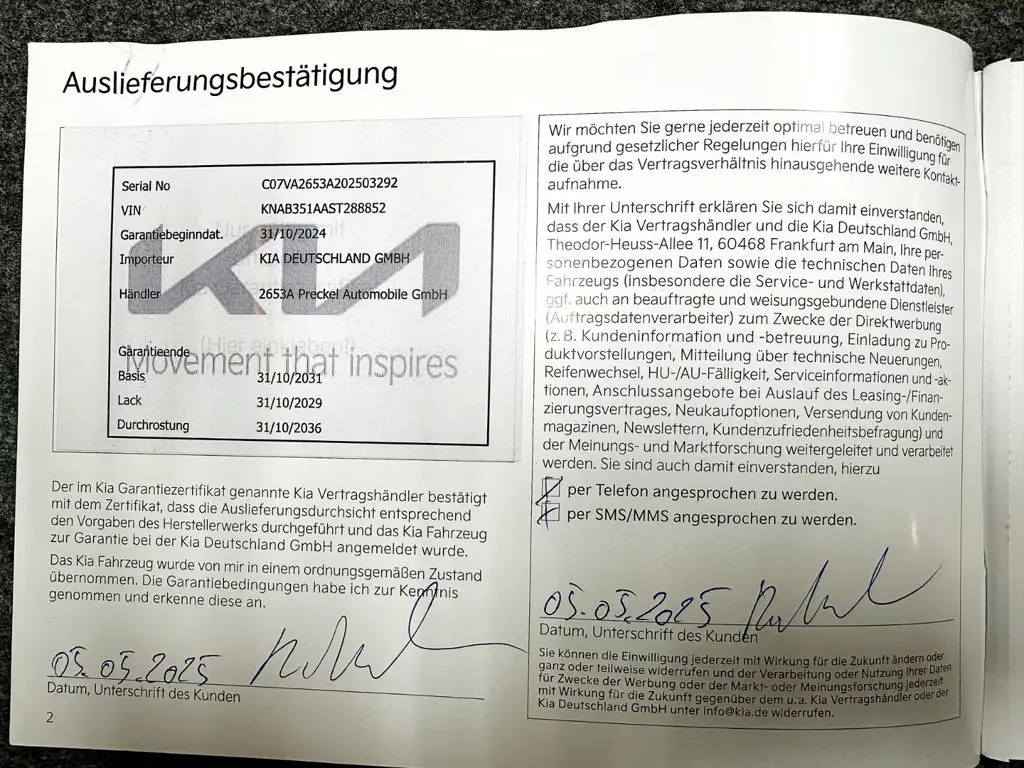 Auslieferungsbestätigung
Serial No C07VA2653A202503292
VIN KNAB351AAST288852
Garantiebeginndat. 31/10/2024
Importeur KIA DEUTSCHLAND GMBH
Händler 2653A Preckel Automobile GmbH
KIA
(Hier einkleben!)
Garantieende
Movement that inspires
Basis 31/10/2031
Lack 31/10/2029
Durchrostung 31/10/2036
Der im Kia Garantiezertifikat genannte Kia Vertragshändler bestätigt
mit dem Zertifikat, dass die Auslieferungsdurchsicht entsprechend
den Vorgaben des Herstellerwerks durchgeführt und das Kia Fahrzeug
zur Garantie bei der Kia Deutschland GmbH angemeldet wurde.
Das Kia Fahrzeug wurde von mir in einem ordnungsgemäßen Zustand
übernommen. Die Garantiebedingungen habe ich zur Kenntnis
genommen und erkenne diese an.
05.05.2025
Datum, Unterschrift des Kunden
2
Wir möchten Sie gerne jederzeit optimal betreuen und benötigen
aufgrund gesetzlicher Regelungen hierfür Ihre Einwilligung für
die über das Vertragsverhältnis hinausgehende weitere Kontakt-
aufnahme.
Mit Ihrer Unterschrift erklären Sie sich damit einverstanden,
dass der Kia Vertragshändler und die Kia Deutschland GmbH,
Theodor-Heuss-Allee 11, 60468 Frankfurt am Main, Ihre per-
sonenbezogenen Daten sowie die technischen Daten Ihres
Fahrzeugs (insbesondere die Service- und Werkstattdaten),
ggf. auch an beauftragte und weisungsgebundene Dienstleister
(Auftragsdatenverarbeiter) zum Zwecke der Direktwerbung
(z. B. Kundeninformation und -betreuung, Einladung zu Pro-
duktvorstellungen, Mitteilung über technische Neuerungen,
Reifenwechsel, HU-/AU-Fälligkeit, Serviceinformationen und -ak-
tionen, Anschlussangebote bei Auslauf des Leasing-/Finan-
zierungsvertrages, Neukaufoptionen, Versendung von Kunden-
magazinen, Newslettern, Kundenzufriedenheitsbefragung) und
der Meinungs- und Marktforschung weitergeleitet und verarbeitet
werden. Sie sind auch damit einverstanden, hierzu
per Telefon angesprochen zu werden.
per SMS/MMS angesprochen zu werden.
05.05.2025
Datum, Unterschrift des Kunden
Sie können die Einwilligung jederzeit mit Wirkung für die Zukunft ändern oder
ganz oder teilweise widerrufen und der Verarbeitung oder Nutzung Ihrer Daten
für Zwecke der Werbung oder der Markt- oder Meinungsforschung jederzeit
mit Wirkung für die Zukunft gegenüber dem u.a. Kia Vertragshändler oder der
Kia Deutschland GmbH unter info@kia.de widerrufen.